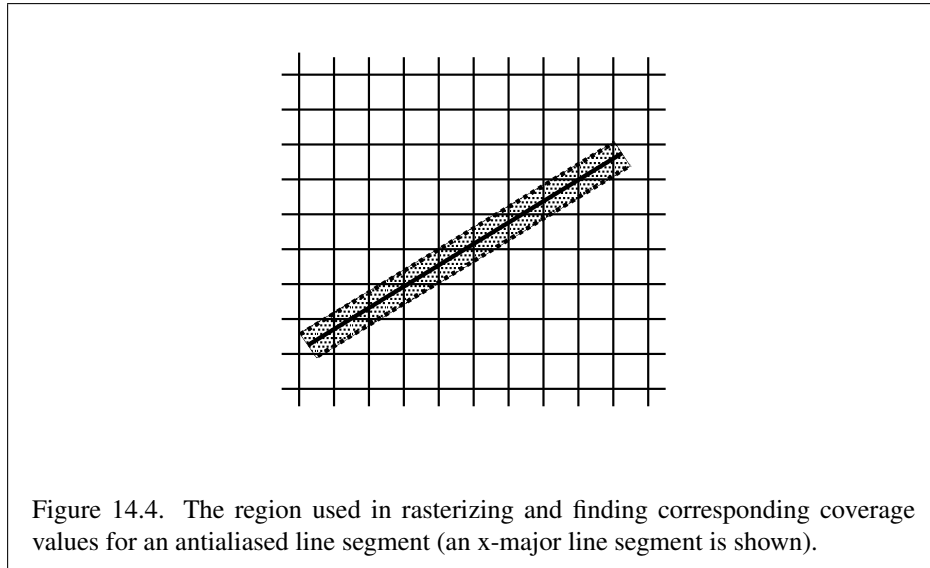 Figure 14.4. The region used in rasterizing and finding corresponding coverage
values for an antialiased line segment (an x-major line segment is shown).